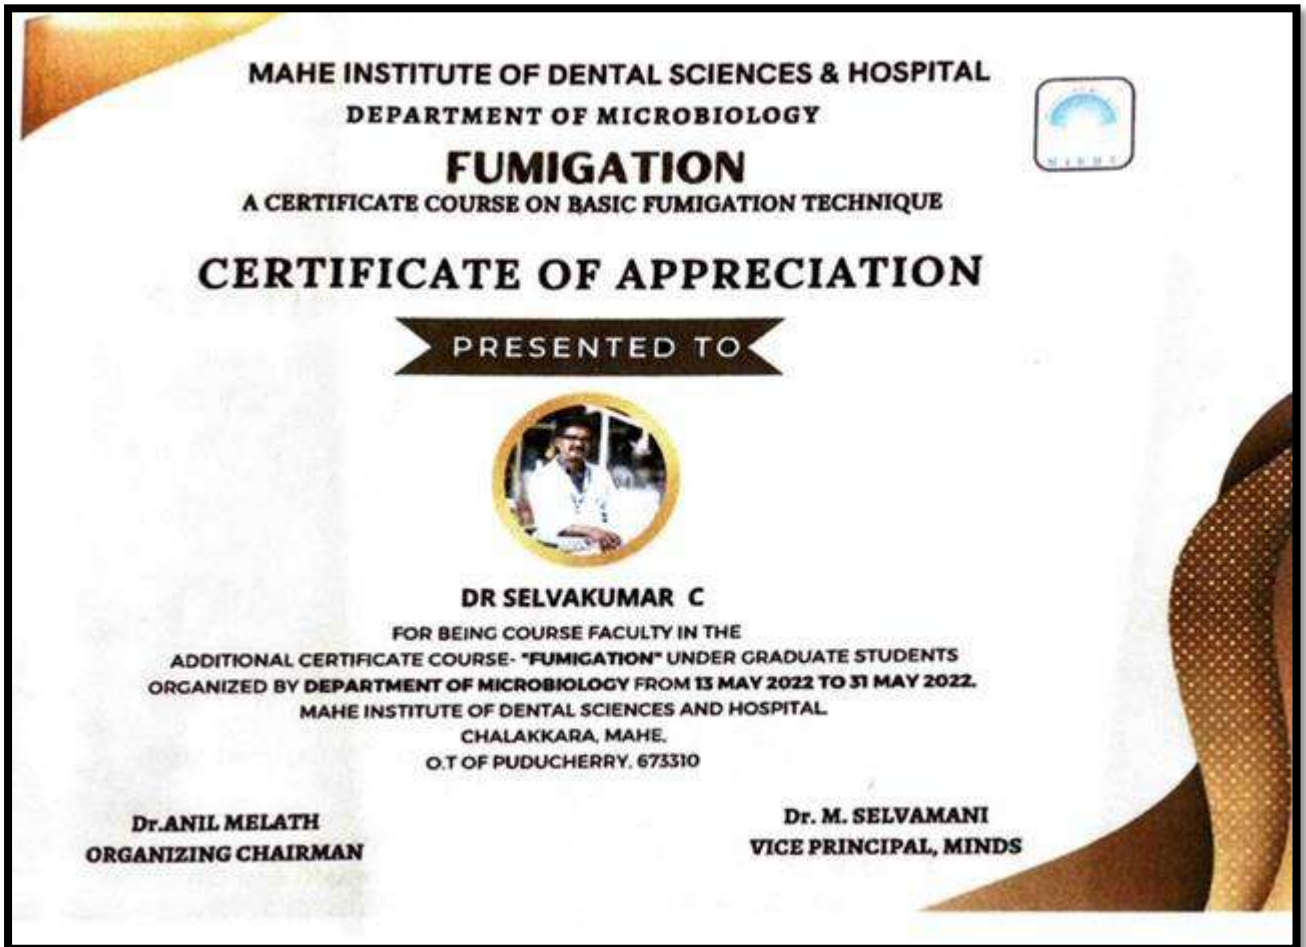 MAHE INSTITUTE OF DENTAL SCIENCES & HOSPITAL
DEPARTMENT OF MICROBIOLOGY
FUMIGATION
A CERTIFICATE COURSE ON BASIC FUMIGATION TECHNIQUE
CERTIFICATE OF APPRECIATION
PRESENTED TO
DR SELVAKUMAR C
FOR BEING COURSE FACULTY IN THE
ADDITIONAL CERTIFICATE COURSE- "FUMIGATION" UNDER GRADUATE STUDENTS
ORGANIZED BY DEPARTMENT OF MICROBIOLOGY FROM 13 MAY 2022 TO 31 MAY 2022.
MAHE INSTITUTE OF DENTAL SCIENCES AND HOSPITAL.
CHALAKKARA, MAHE.
O.T OF PUDUCHERRY. 673310
Dr.ANIL MELATH
ORGANIZING CHAIRMAN
Dr. M. SELVAMANI
VICE PRINCIPAL, MINDS